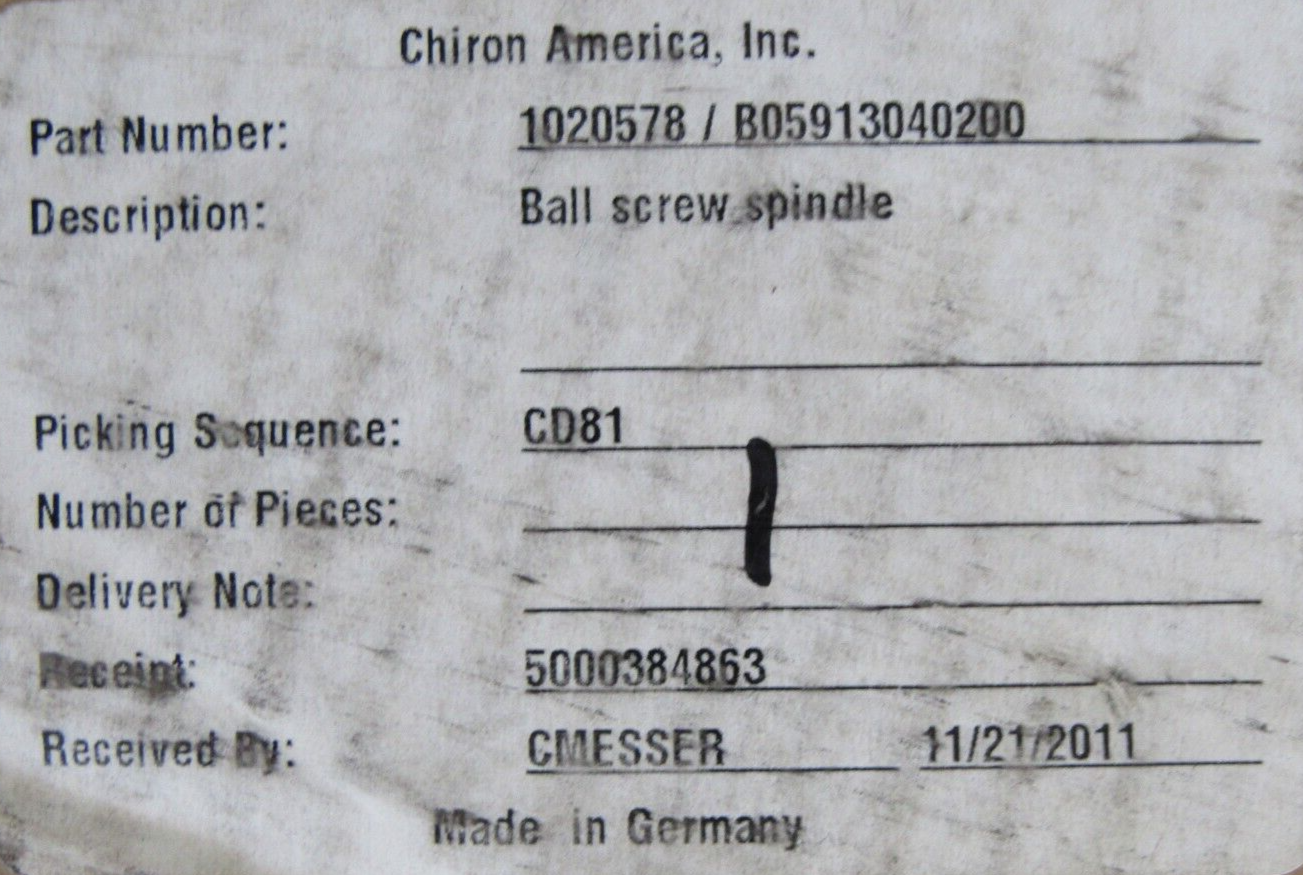 Chiron America, Inc.
Part Number: 1020578 / B05913040200
Description: Ball screw spindle
Picking Sequence: CD81
Number of Pieces: 1
Delivery Note:
Receipt: 5000384863
Received By: CMESSER 11/21/2011
Made in Germany